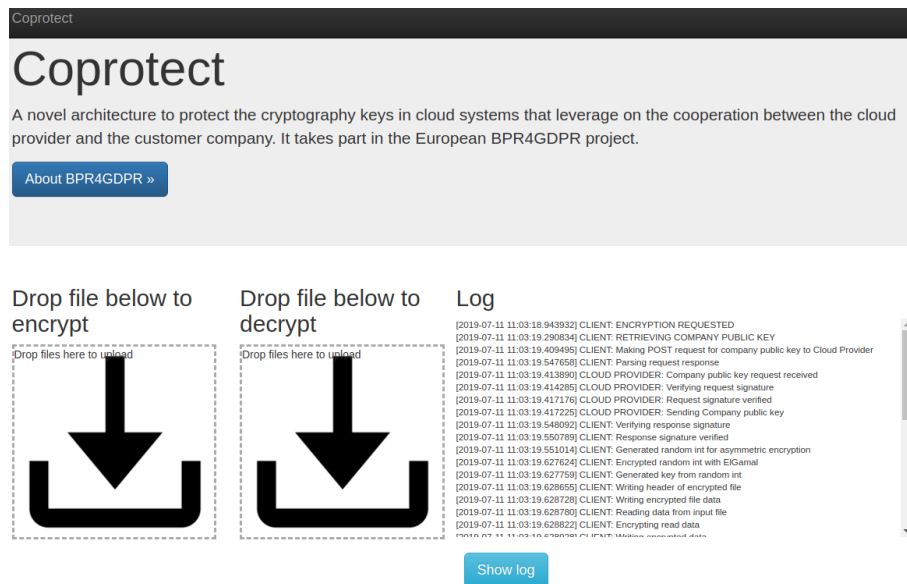 Coprotect
Coprotect
A novel architecture to protect the cryptography keys in cloud systems that leverage on the cooperation between the cloud
provider and the customer company. It takes part in the European BPR4GDPR project.
About BPR4GDPR »
Drop file below to
encrypt
Drop files here to upload
Drop file below to
decrypt
Drop files here to upload
Log
[2019-07-11 11:03:18.943932] CLIENT: ENCRYPTION REQUESTED
[2019-07-11 11:03:19.290834] CLIENT: RETRIEVING COMPANY PUBLIC KEY
[2019-07-11 11:03:19.409495] CLIENT: Making POST request for company public key to Cloud Provider
[2019-07-11 11:03:19.547658] CLIENT: Parsing request response
[2019-07-11 11:03:19.413890] CLOUD PROVIDER: Company public key request received
[2019-07-11 11:03:19.414285] CLOUD PROVIDER: Verifying request signature
[2019-07-11 11:03:19.417176] CLOUD PROVIDER: Request signature verified
[2019-07-11 11:03:19.417225] CLOUD PROVIDER: Sending Company public key
[2019-07-11 11:03:19.548092] CLIENT: Verifying response signature
[2019-07-11 11:03:19.550789] CLIENT: Response signature verified
[2019-07-11 11:03:19.551014] CLIENT: Generated random int for asymmetric encryption
[2019-07-11 11:03:19.627624] CLIENT: Encrypted random int with ElGamal
[2019-07-11 11:03:19.627759] CLIENT: Generated key from random int
[2019-07-11 11:03:19.628655] CLIENT: Writing header of encrypted file
[2019-07-11 11:03:19.628728] CLIENT: Writing encrypted file data
[2019-07-11 11:03:19.628780] CLIENT: Reading data from input file
[2019-07-11 11:03:19.628822] CLIENT: Encrypting read data
[2019-07-11 11:03:19.628928] CLIENT: Writing encrypted data
Show log